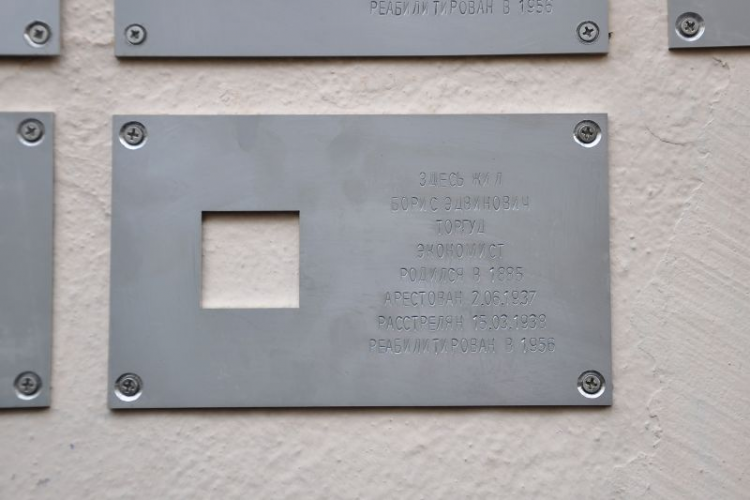 РЕАБИЛИТИРОВАН В 1956
ЗДЕСЬ ЖИЛ
БОРИС ЭДВИНОВИЧ
ТОРГУД
ЭКОНОМИСТ
РОДИЛСЯ В 1895
АРЕСТОВАН 2.06.1937
РАССТРЕЛЯН 15.03.1938
РЕАБИЛИТИРОВАН В 1956